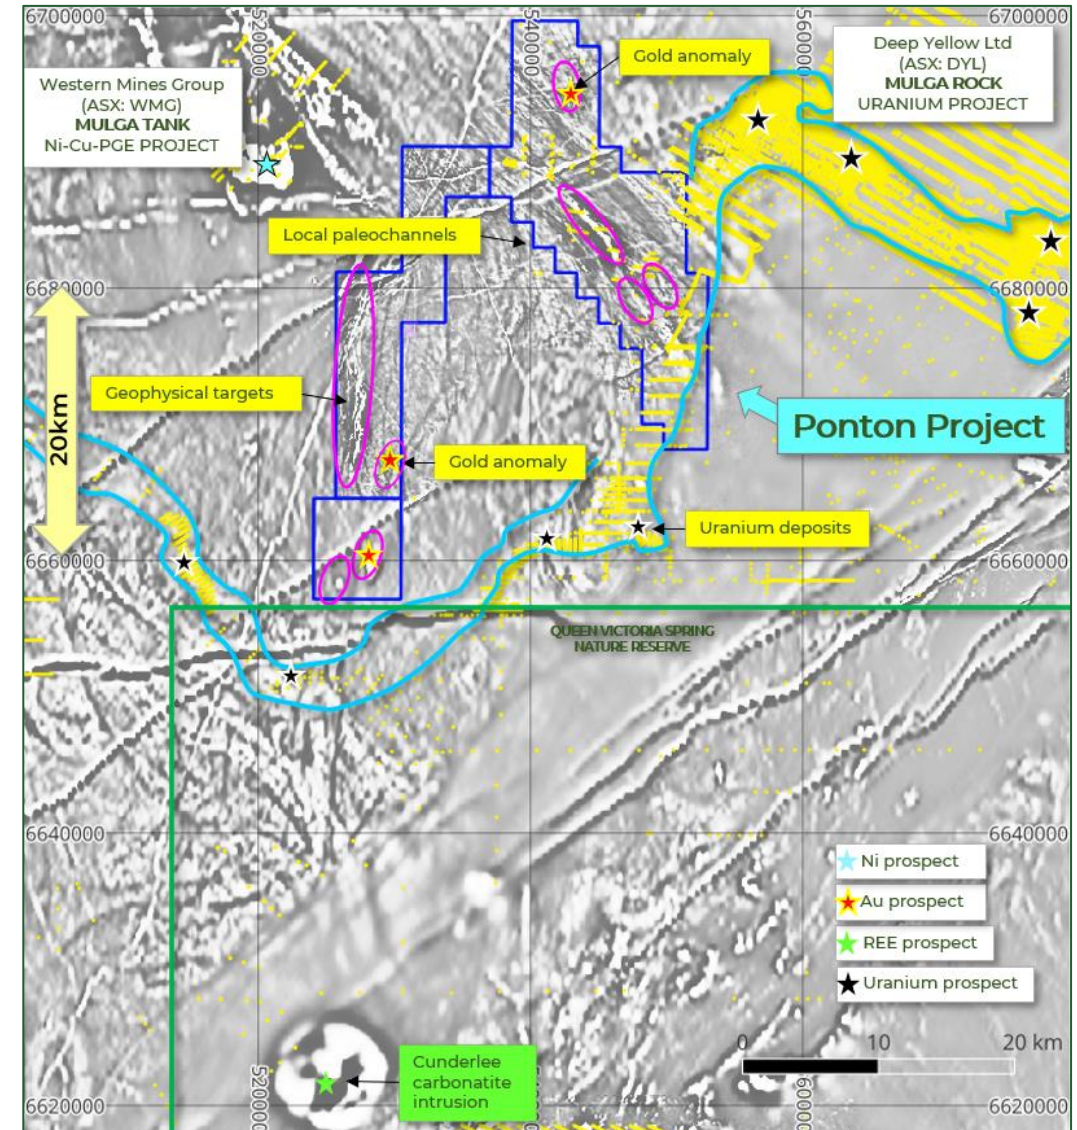 6700000
520000
540000
560000
6700000
Western Mines Group
(ASX: WMG)
MULGA TANK
Ni-Cu-PGE PROJECT
Gold anomaly
Deep Yellow Ltd
(ASX: DYL)
MULGA ROCK
URANIUM PROJECT
Local paleochannels
6680000
6680000
Geophysical targets
20km
Ponton Project
Gold anomaly
Uranium deposits
6660000
6660000
QUEEN VICTORIA SPRING
NATURE RESERVE
6640000
6640000
Ni prospect
Au prospect
REE prospect
Uranium prospect
0 10 20 km
Cunderlee
carbonatite
intrusion
520000
560000
6620000
6620000